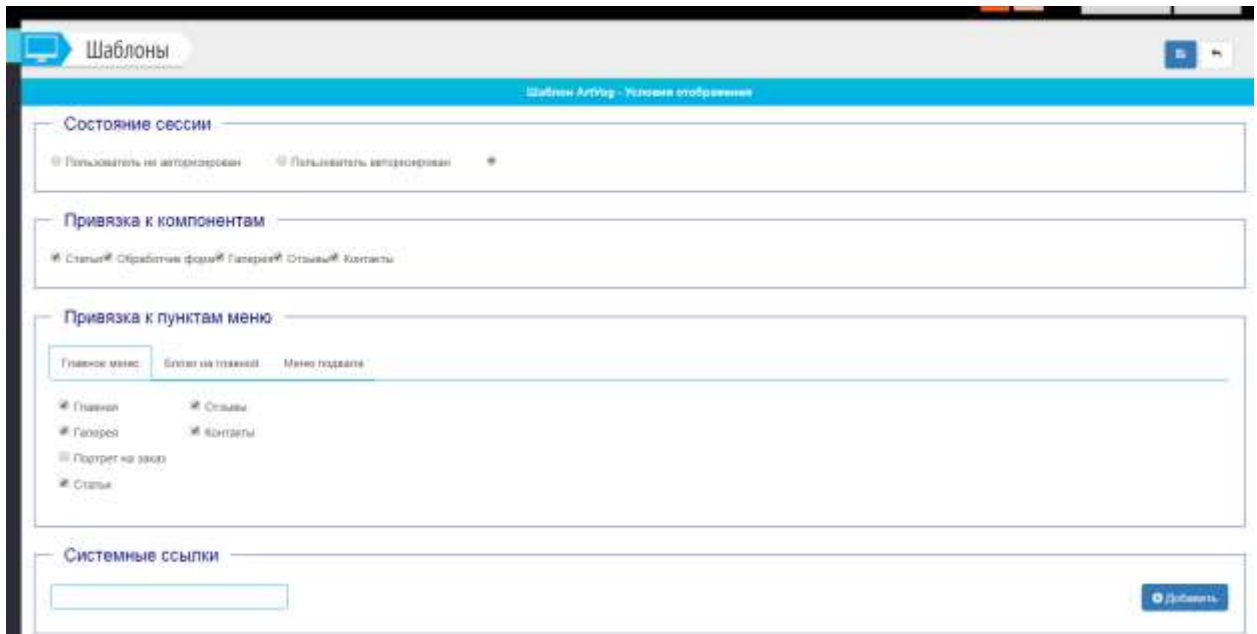 Шаблоны
Шаблон ArtVog - Условия отображения
Состояние сессии
Пользователь не авторизирован Пользователь авторизирован
Привязка к компонентам
Статьи Обработчик форм Галерея Отзывы Контакты
Привязка к пунктам меню
Главное меню Блоки на главной Меню подвала
Главная Отзывы
Галерея Контакты
Портрет на заказ
Статьи
Системные ссылки
Добавить